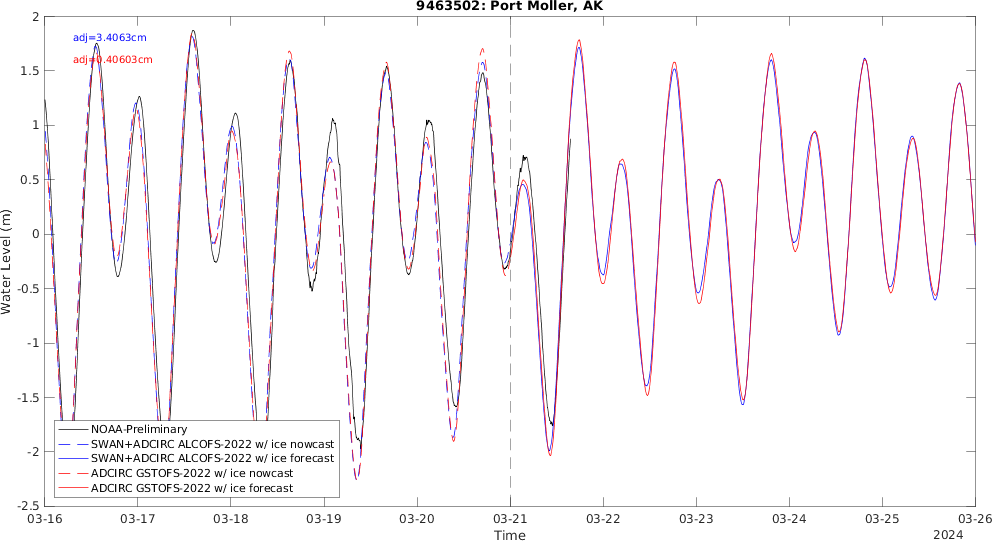 9463502: Port Moller, AK
adj=3.4063cm
adj=0.40603cm
Water Level (m)
2
1.5
1
0.5
0
-0.5
-1
-1.5
-2
-2.5
NOAA-Preliminary
SWAN+ADCIRC ALCOFS-2022 w/ ice nowcast
SWAN+ADCIRC ALCOFS-2022 w/ ice forecast
ADCIRC GSTOFS-2022 w/ ice nowcast
ADCIRC GSTOFS-2022 w/ ice forecast
03-16 03-17 03-18 03-19 03-20 03-21 03-22 03-23 03-24 03-25 03-26
Time
2024